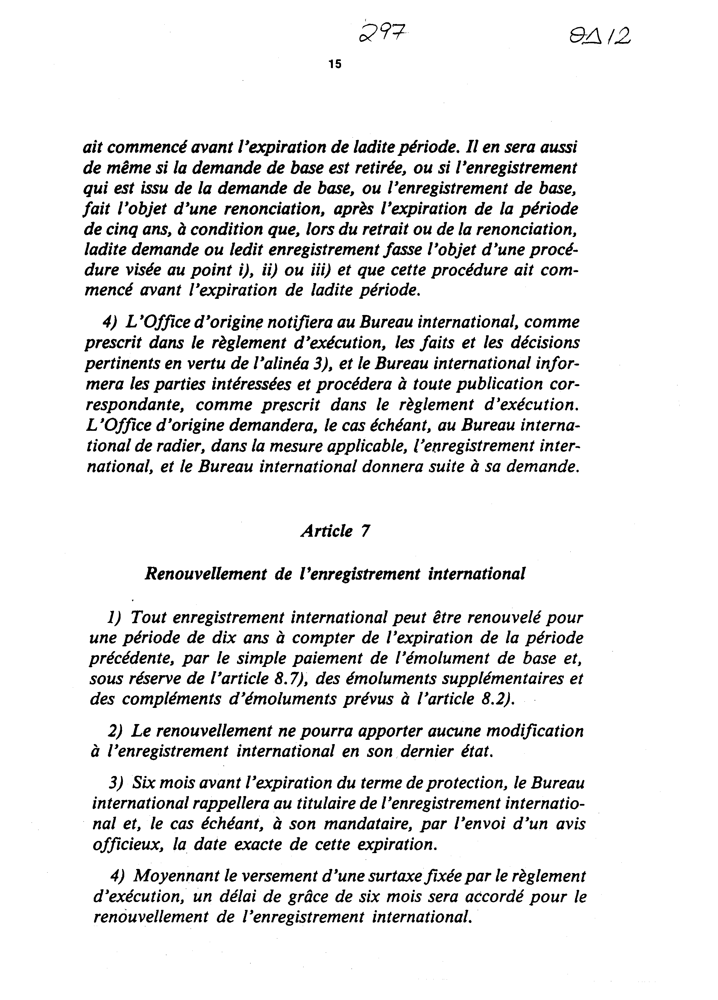 297 ΘΔ12
15
ait commencé avant l'expiration de ladite période. Il en sera aussi
de même si la demande de base est retirée, ou si l'enregistrement
qui est issu de la demande de base, ou l'enregistrement de base,
fait l'objet d'une renonciation, après l'expiration de la période
de cinq ans, à condition que, lors du retrait ou de la renonciation,
ladite demande ou ledit enregistrement fasse l'objet d'une procé-
dure visée au point i), ii) ou iii) et que cette procédure ait com-
mencé avant l'expiration de ladite période.
4) L'Office d'origine notifiera au Bureau international, comme
prescrit dans le règlement d'exécution, les faits et les décisions
pertinents en vertu de l'alinéa 3), et le Bureau international infor-
mera les parties intéressées et procédera à toute publication cor-
respondante, comme prescrit dans le règlement d'exécution.
L'Office d'origine demandera, le cas échéant, au Bureau interna-
tional de radier, dans la mesure applicable, l'enregistrement inter-
national, et le Bureau international donnera suite à sa demande.
Article 7
Renouvellement de l'enregistrement international
1) Tout enregistrement international peut être renouvelé pour
une période de dix ans à compter de l'expiration de la période
précédente, par le simple paiement de l'émolument de base et,
sous réserve de l'article 8.7), des émoluments supplémentaires et
des compléments d'émoluments prévus à l'article 8.2).
2) Le renouvellement ne pourra apporter aucune modification
à l'enregistrement international en son dernier état.
3) Six mois avant l'expiration du terme de protection, le Bureau
international rappellera au titulaire de l'enregistrement internatio-
nal et, le cas échéant, à son mandataire, par l'envoi d'un avis
officieux, la date exacte de cette expiration.
4) Moyennant le versement d'une surtaxe fixée par le règlement
d'exécution, un délai de grâce de six mois sera accordé pour le
renouvellement de l'enregistrement international.